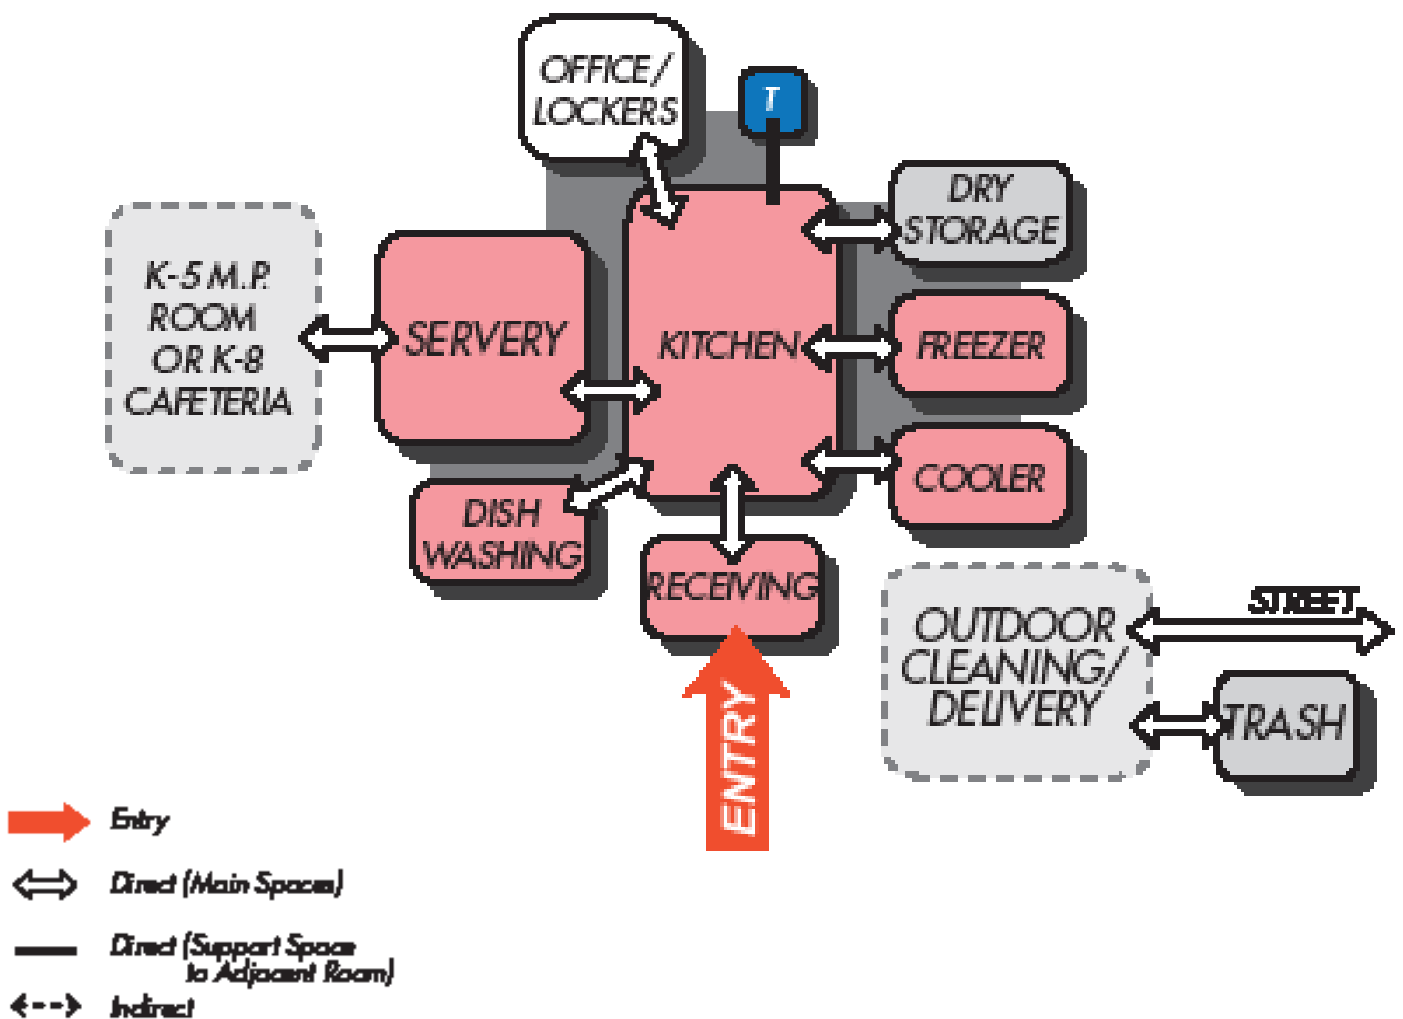 OFFICE/
LOCKERS
T
DRY
STORAGE
K-5 M.P.
ROOM
OR K-8
CAFETERIA
SERVERY
KITCHEN
FREEZER
COOLER
DISH
WASHING
RECEIVING
OUTDOOR
CLEANING/
DELIVERY
STREET
TRASH
ENTRY
Entry
Direct (Main Spaces)
Direct (Support Space
to Adjacent Room)
Indirect